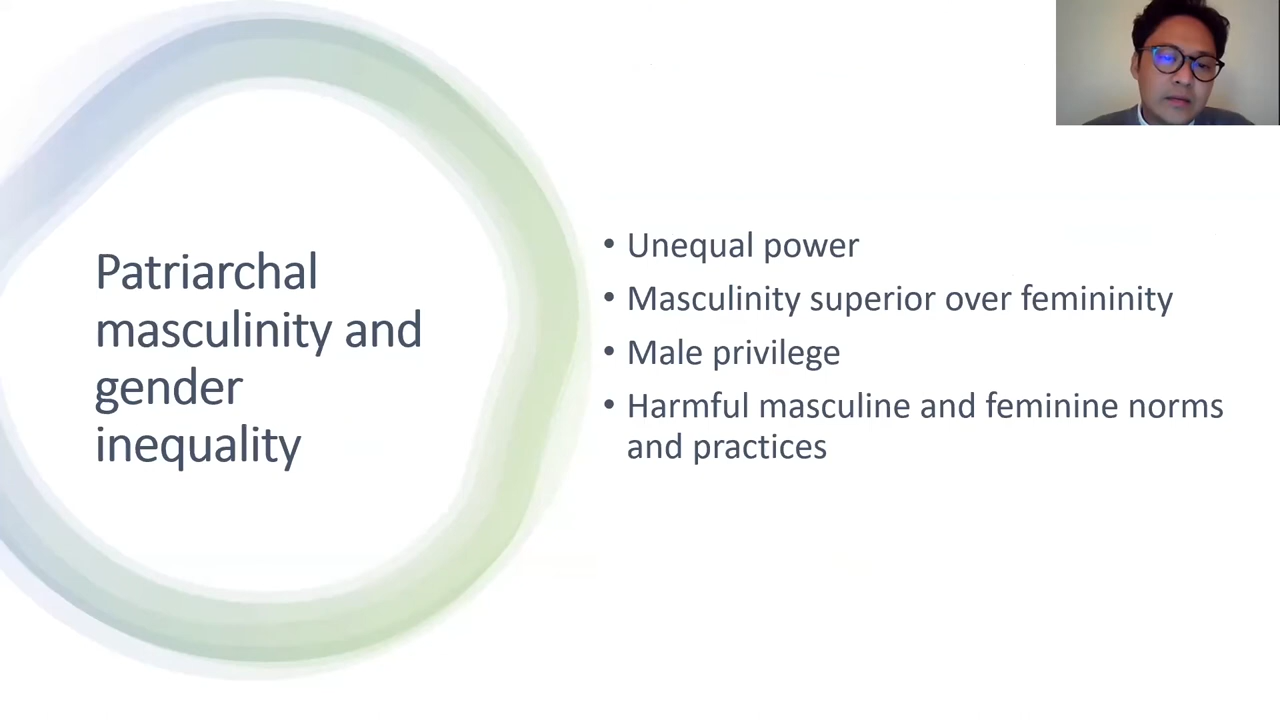 Patriarchal
masculinity and
gender
inequality
• Unequal power
• Masculinity superior over femininity
• Male privilege
• Harmful masculine and feminine norms
and practices